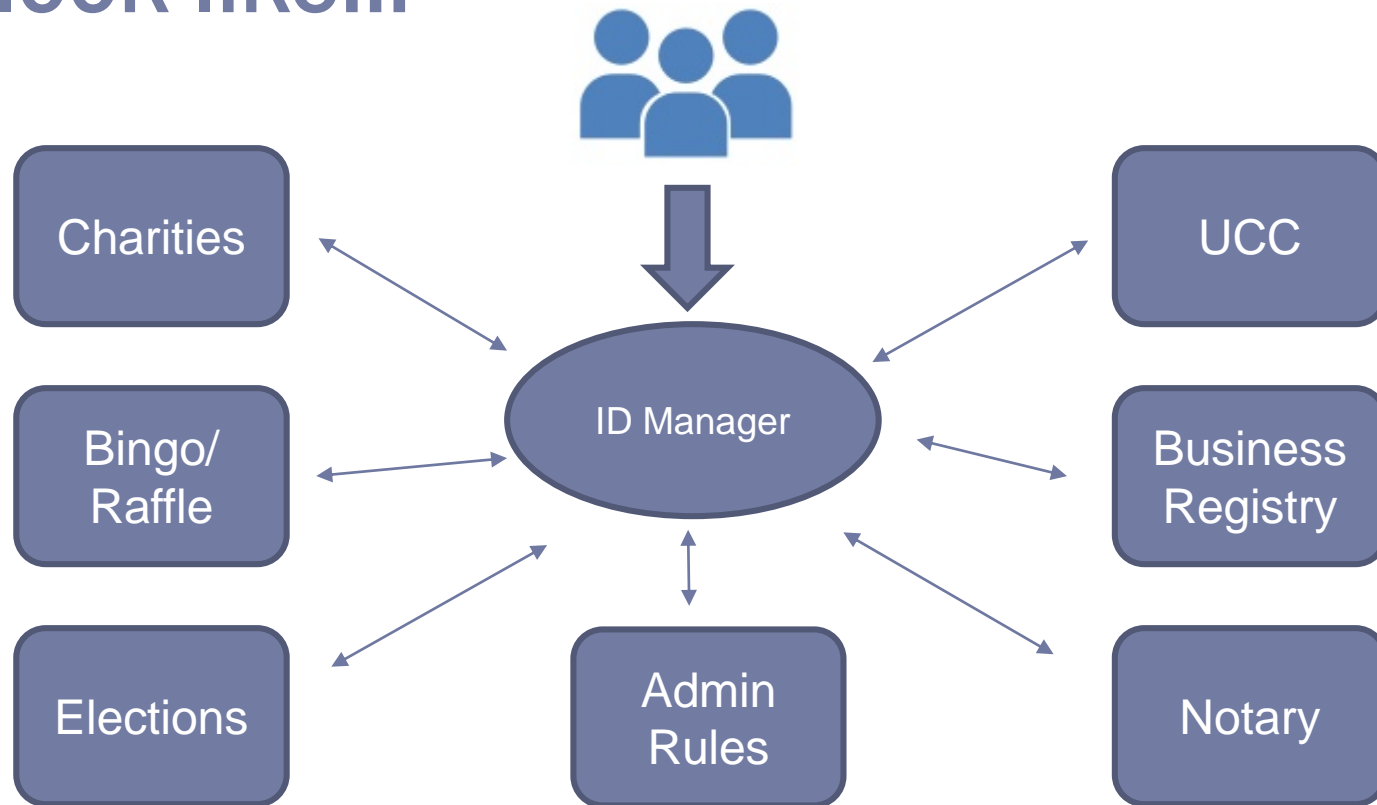 Charities
UCC
ID Manager
Bingo/
Raffle
Business
Registry
Elections
Admin
Rules
Notary